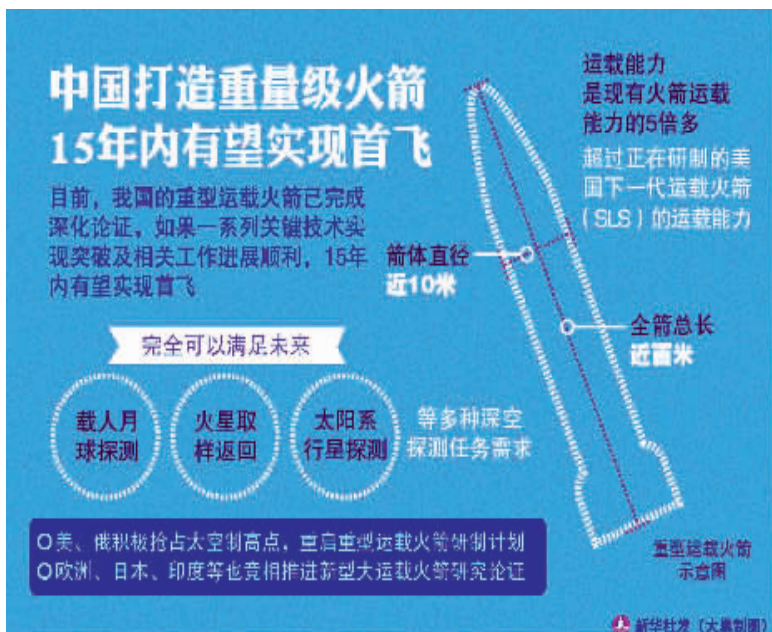 中国打造重量级火箭
15年内有望实现首飞
目前，我国的重型运载火箭已完成
深化论证，如果一系列关键技术实
现突破及相关工作进展顺利，15年
内有望实现首飞
运载能力
是现有火箭运载
能力的5倍多
超过正在研制的美
国下一代运载火箭
（SLS）的运载能力
箭体直径
近10米
全箭总长
近百米
完全可以满足未来
载人月
球探测
火星取
样返回
太阳系
行星探测
等多种深空
探测任务需求
美、俄积极抢占太空制高点，重启重型运载火箭研制计划
欧洲、日本、印度等也竞相推进新型大运载火箭研究论证
重型运载火箭
示意图
新华社发（大巢制图）